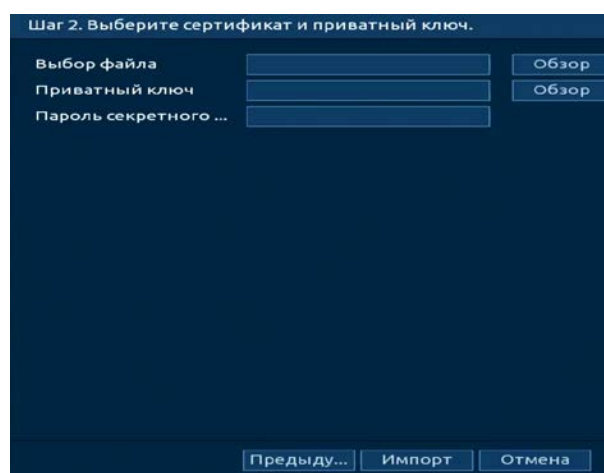 Шаг 2. Выберите сертификат и приватный ключ.
Выбор файла Обзор
Приватный ключ Обзор
Пароль секретного ...
Предыду... Импорт Отмена